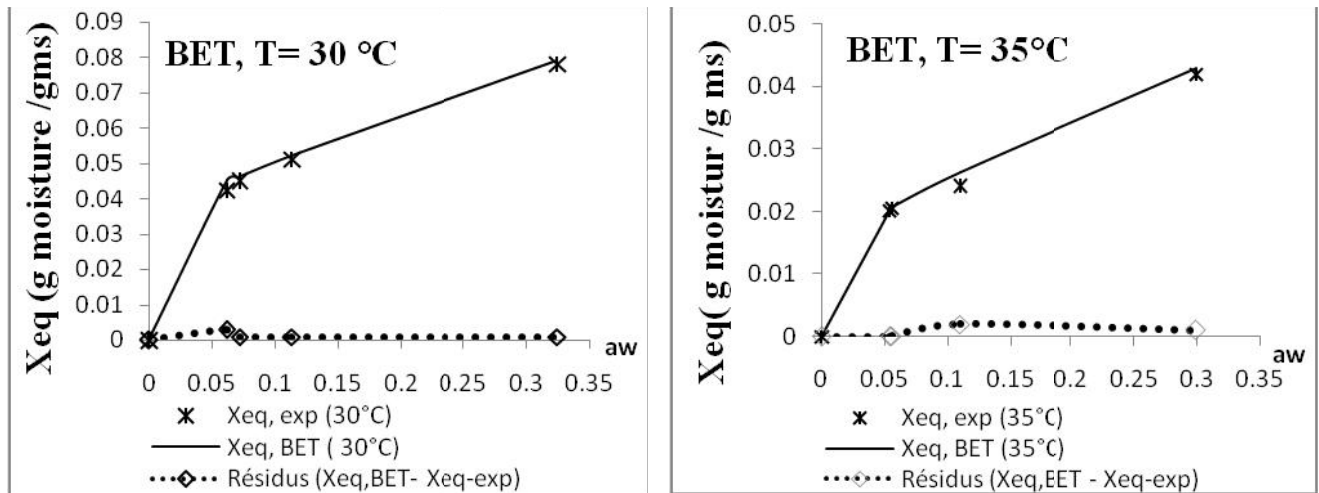 BET, T= 30 °C
Xeq (g moisture /gms)
0.09
0.08
0.07
0.06
0.05
0.04
0.03
0.02
0.01
0
0 0.05 0.1 0.15 0.2 0.25 0.3 0.35
aw
Xeq, exp (30°C)
Xeq, BET ( 30°C)
Résidus (Xeq,BET- Xeq-exp)
BET, T= 35°C
Xeq( g moistur /g ms)
0.05
0.04
0.03
0.02
0.01
0
0 0.05 0.1 0.15 0.2 0.25 0.3 0.35
aw
Xeq, exp (35°C)
Xeq, BET (35°C)
Résidus (Xeq,BET - Xeq-exp)